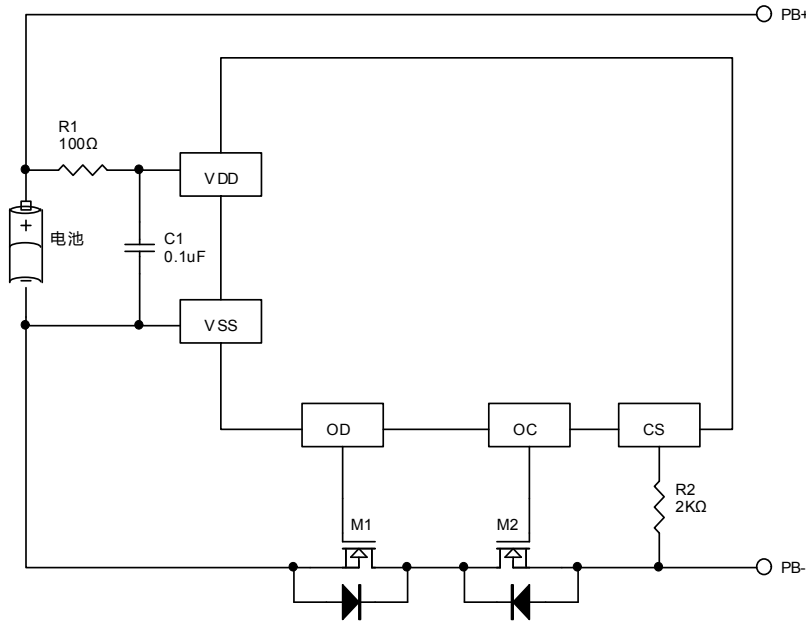 PB+
R1
100Ω
VDD
+
电池
C1
0.1uF
VSS
OD
OC
CS
R2
2KΩ
M1
M2
PB-